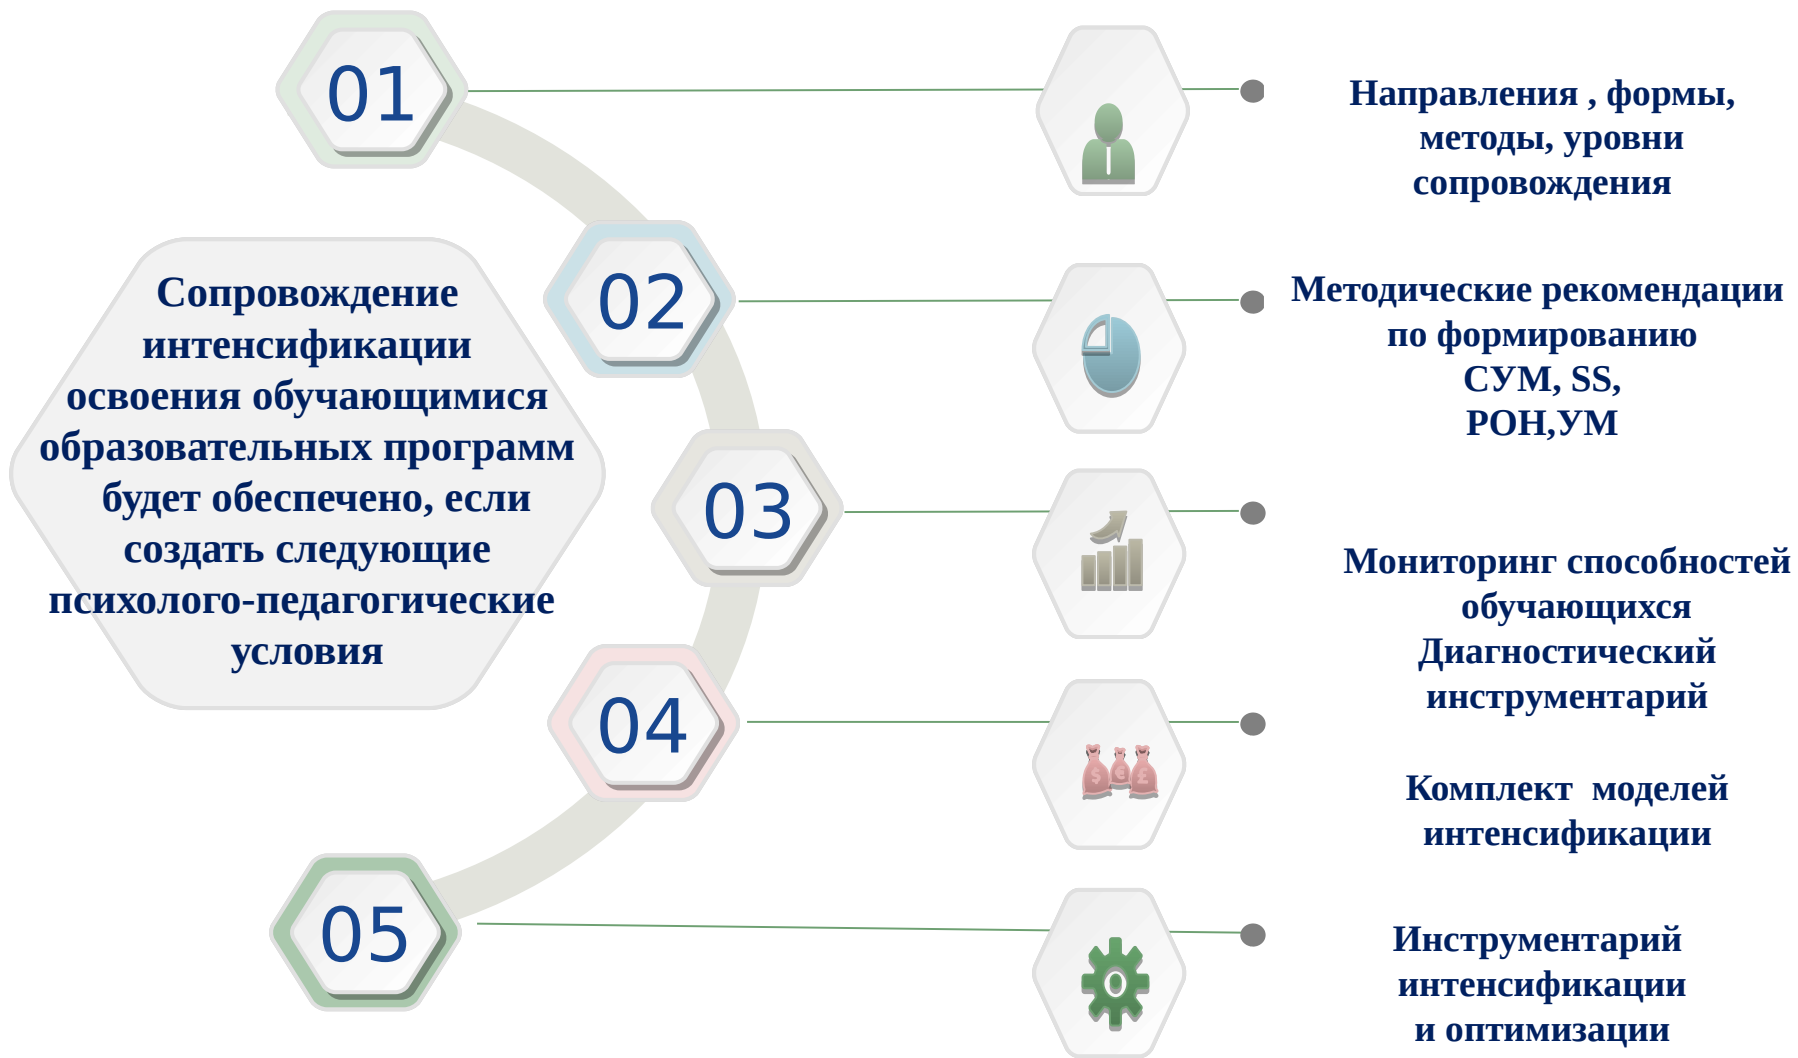 Сопровождение
интенсификации
освоения обучающимися
образовательных программ
будет обеспечено, если
создать следующие
психолого-педагогические
условия
01
Направления , формы,
методы, уровни
сопровождения
02
Методические рекомендации
по формированию
СУМ, SS,
РОН,УМ
03
Мониторинг способностей
обучающихся
Диагностический
инструментарий
04
$ € £
Комплект  моделей
интенсификации
05
Инструментарий
интенсификации
и оптимизации